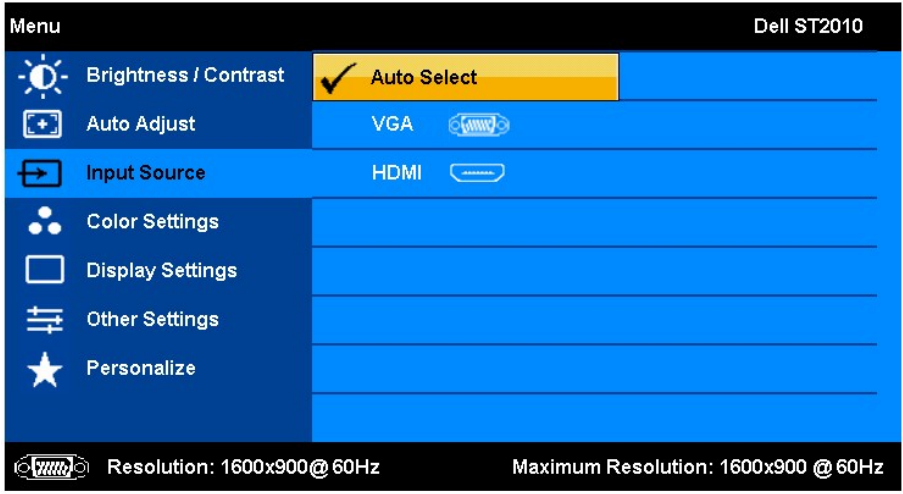 Menu Dell ST2010
Brightness / Contrast Auto Select
Auto Adjust VGA
Input Source HDMI
Color Settings
Display Settings
Other Settings
Personalize
Resolution: 1600x900@60Hz Maximum Resolution: 1600x900 @60Hz